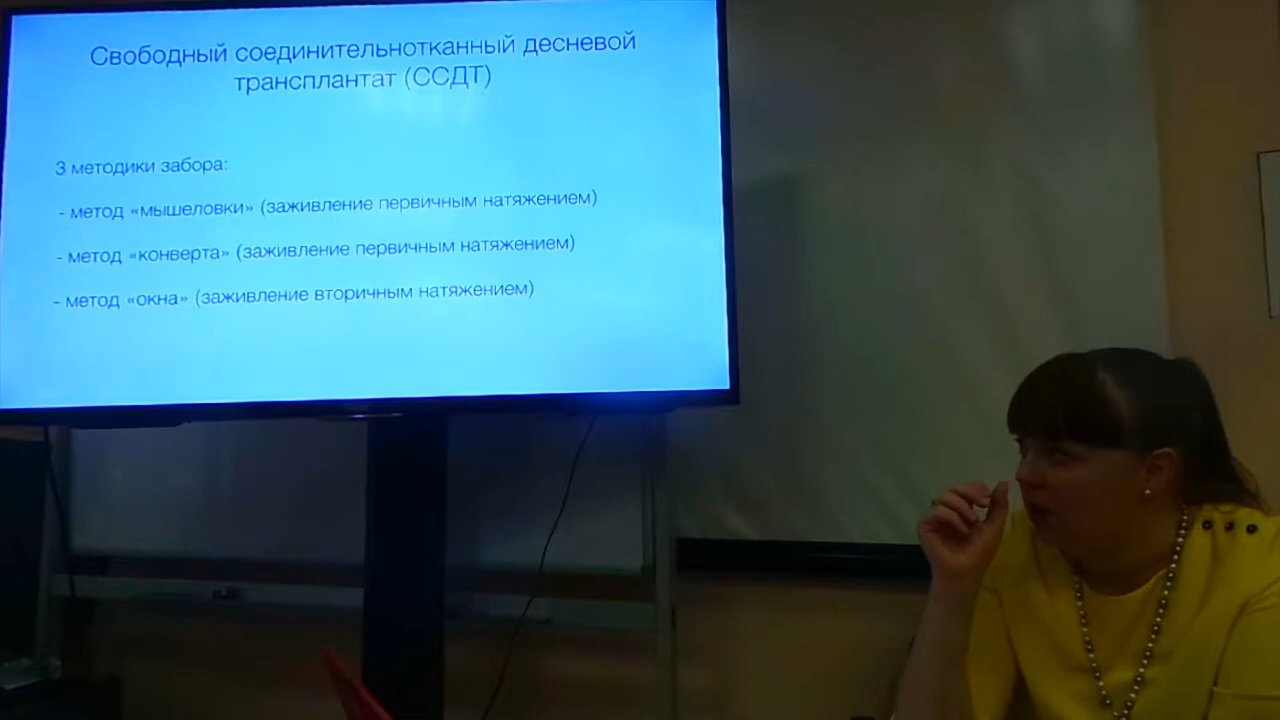 Свободный соединительнотканный десневой
трансплантат (ССДТ)
3 методики забора:
- метод «мышеловки» (заживление первичным натяжением)
- метод «конверта» (заживление первичным натяжением)
- метод «окна» (заживление вторичным натяжением)